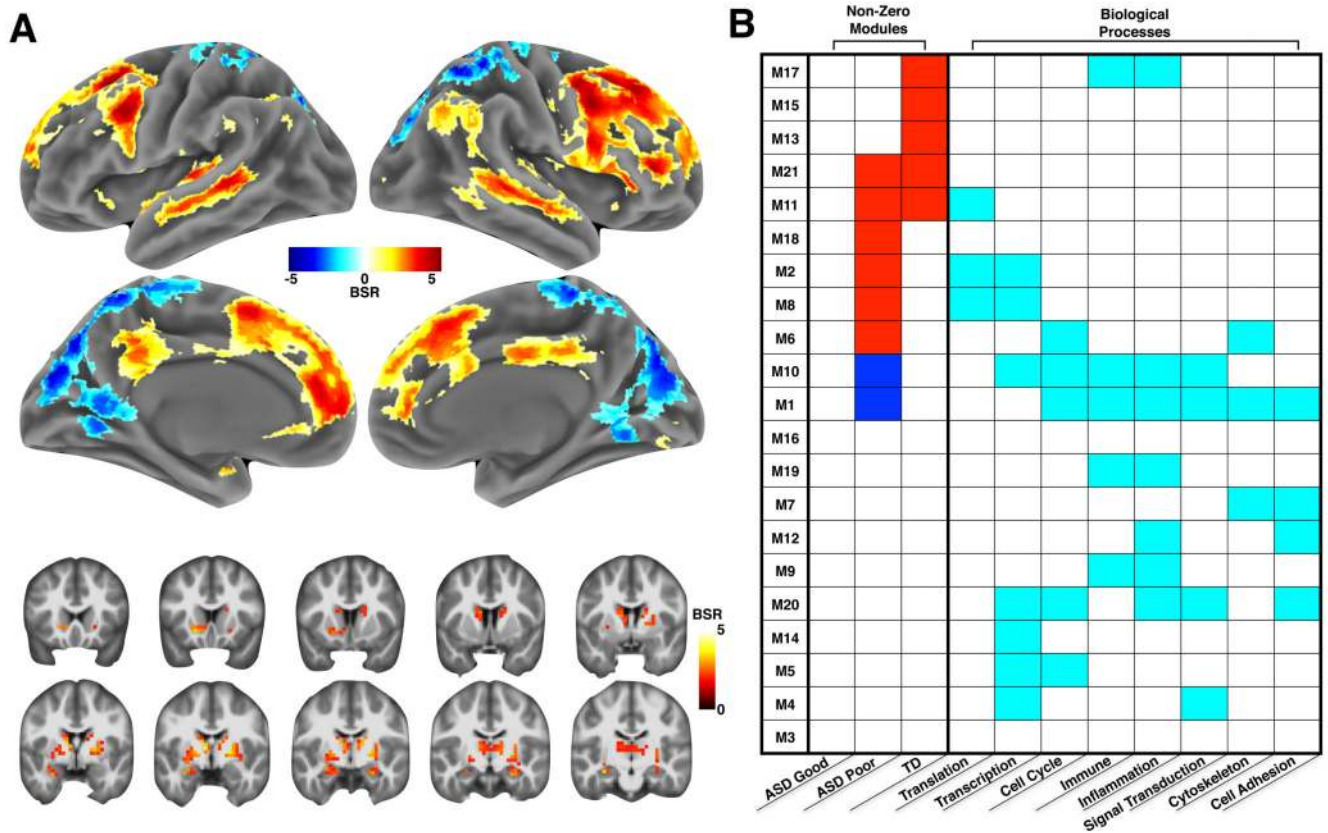 A
-5
0
5
BSR
BSR
5
0
B
Non-Zero
Modules
Biological
Processes
M17
M15
M13
M21
M11
M18
M2
M8
M6
M10
M1
M16
M19
M7
M12
M9
M20
M14
M5
M4
M3
ASD Good
ASD Poor
TD
Translation
Transcription
Cell Cycle
Immune
Inflammation
Signal Transduction
Cytoskeleton
Cell Adhesion